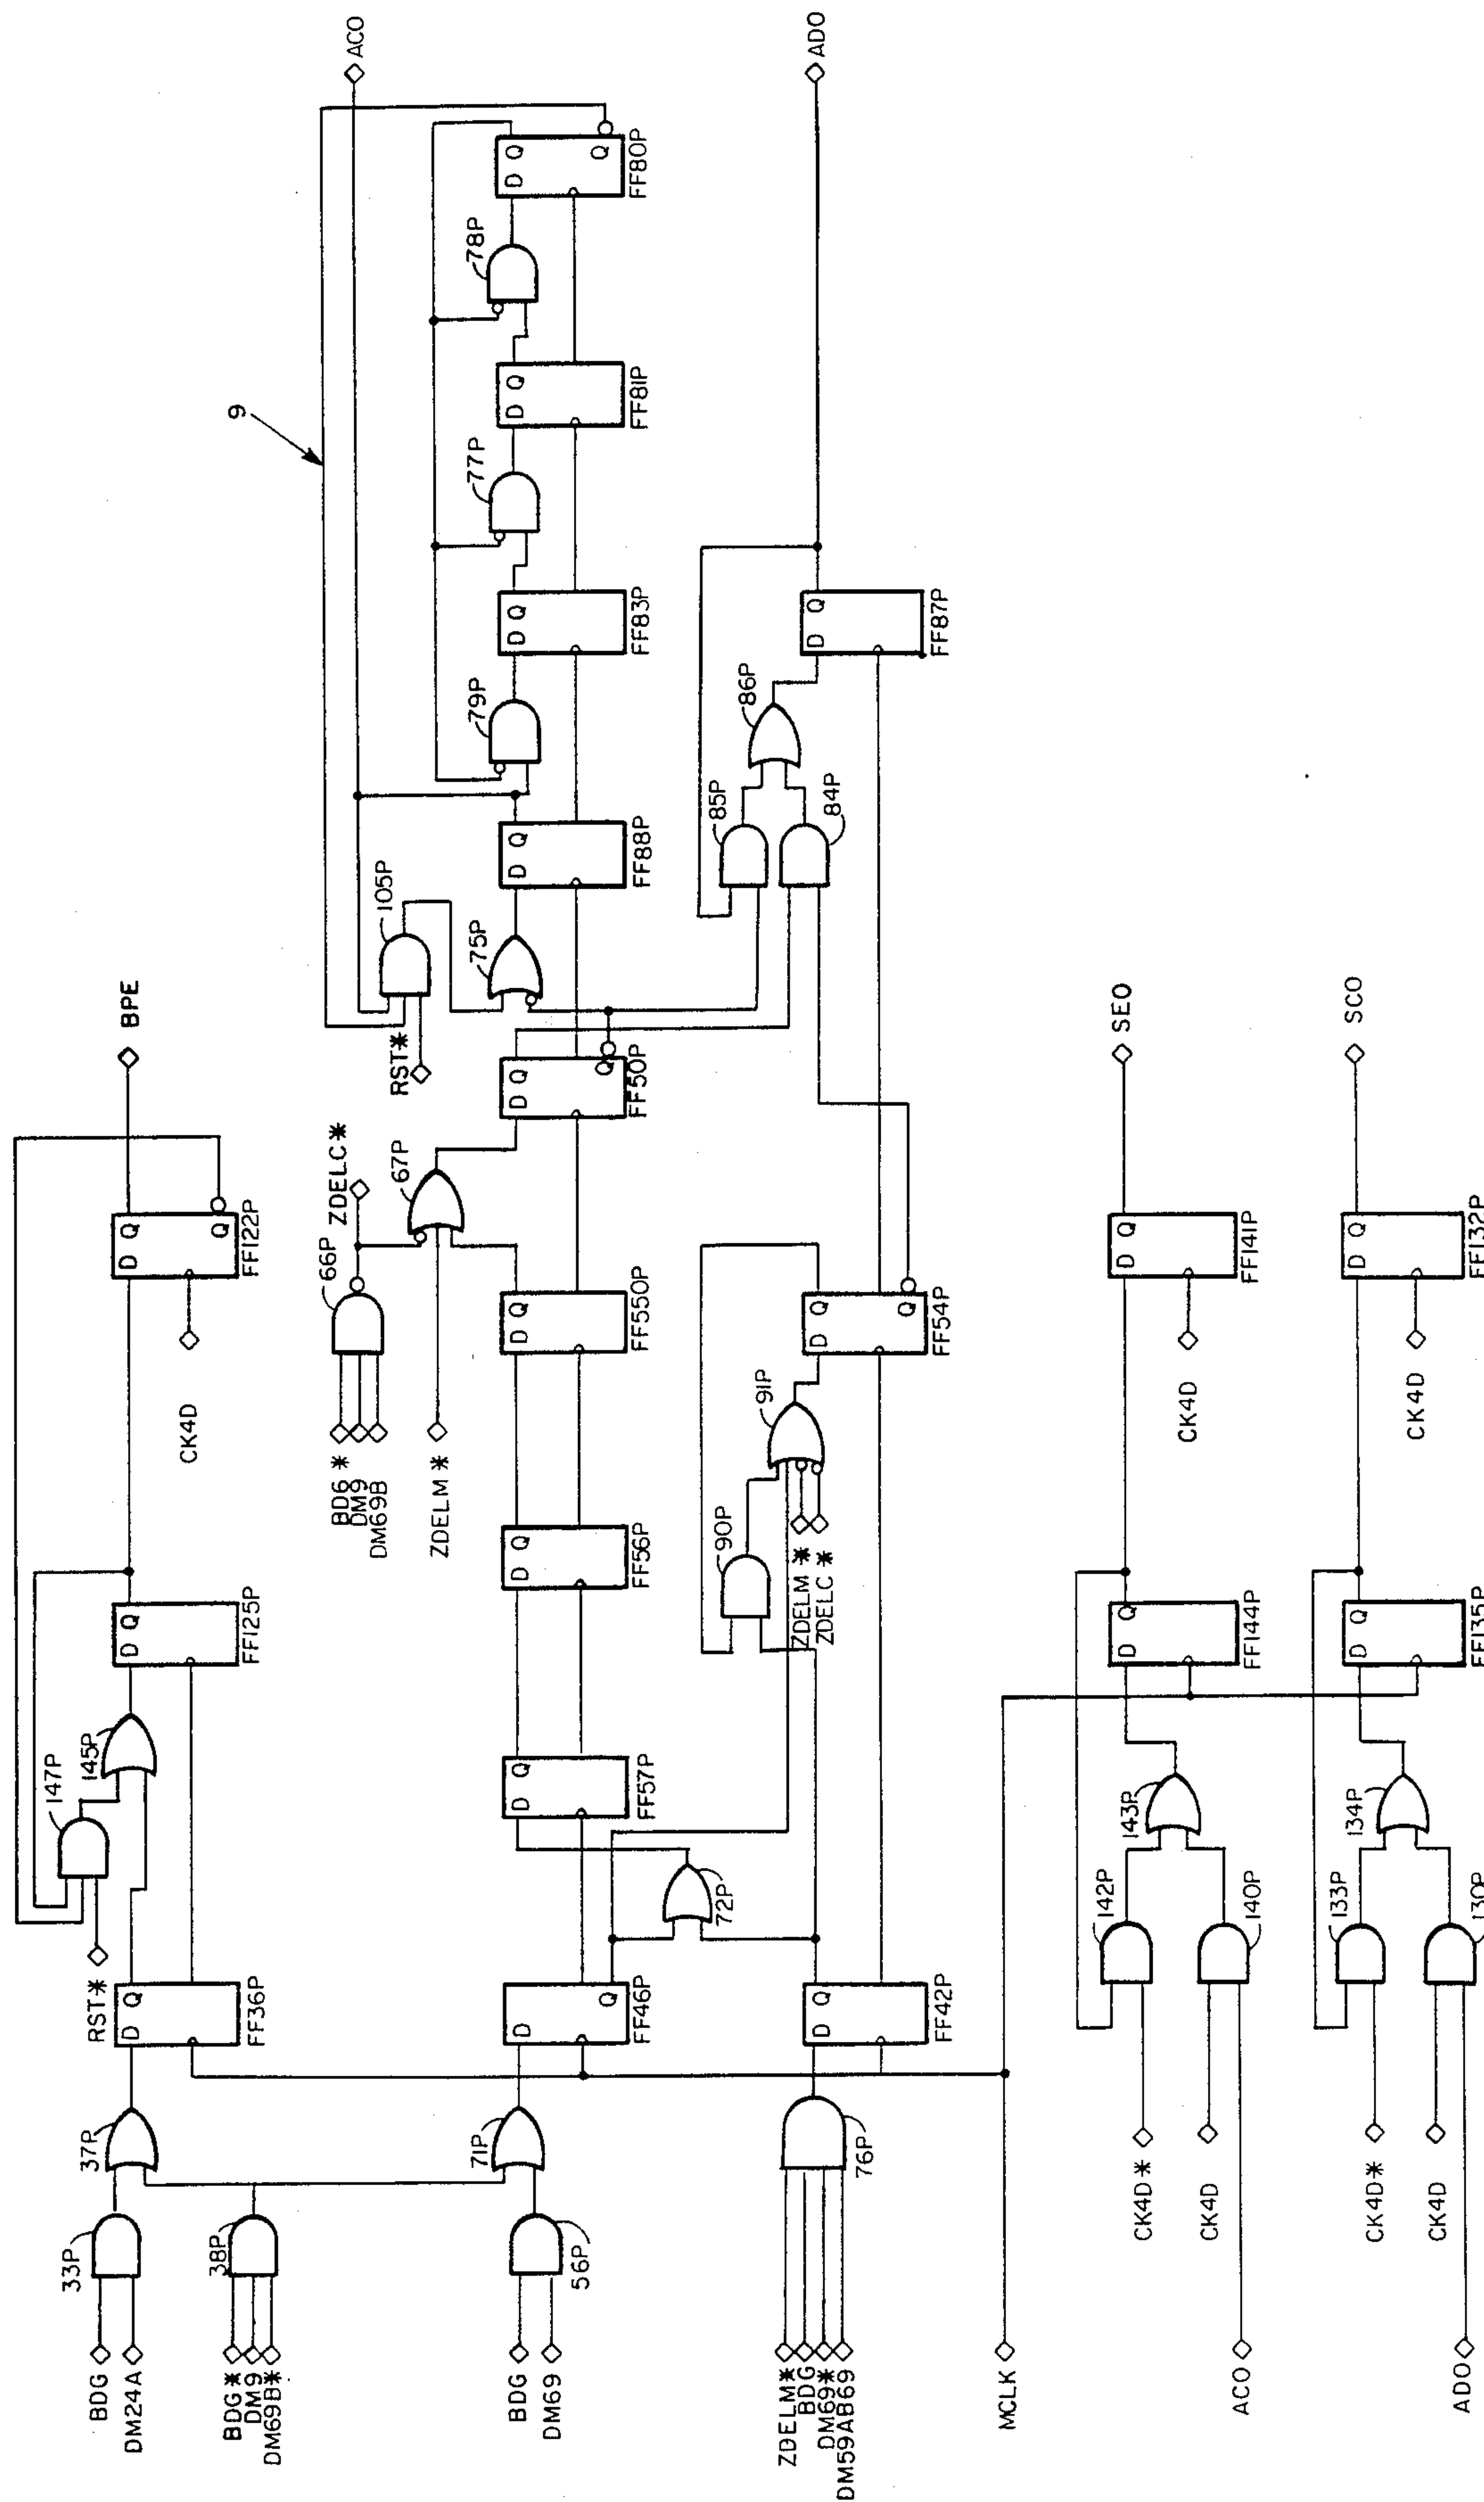 BDG
DM24A
BDG*
DM9
DM69B*
BDG
DM69
ZDELM*
BDG
DM69*
DM59AB69
MCLK
ACO
ADO
33P
38P
56P
37P
71P
76P
D Q
FF36P
D
Q
FF46P
D Q
FF42P
RST*
147P
145P
72P
D Q
FF125P
D Q
FF57P
D Q
FF56P
D Q
FF550P
CK4D
D Q
Q
FF122P
BPE
BD6*
DM9
DM69B
66P
ZDELC*
ZDELM*
67P
90P
ZDELM*
ZDELC*
91P
D Q
Q
FF54P
D Q
Q
FF50P
RST*
105P
75P
D Q
FF88P
79P
D Q
FF83P
77P
D Q
FF81P
78P
D Q
Q
FF80P
9
ACO
85P
84P
86P
D Q
FF87P
ADO
CK4D*
CK4D
142P
140P
143P
D Q
FF144P
CK4D
D Q
FF141P
SEO
CK4D*
CK4D
133P
130P
134P
D Q
FF135P
CK4D
D Q
FF132P
SCO